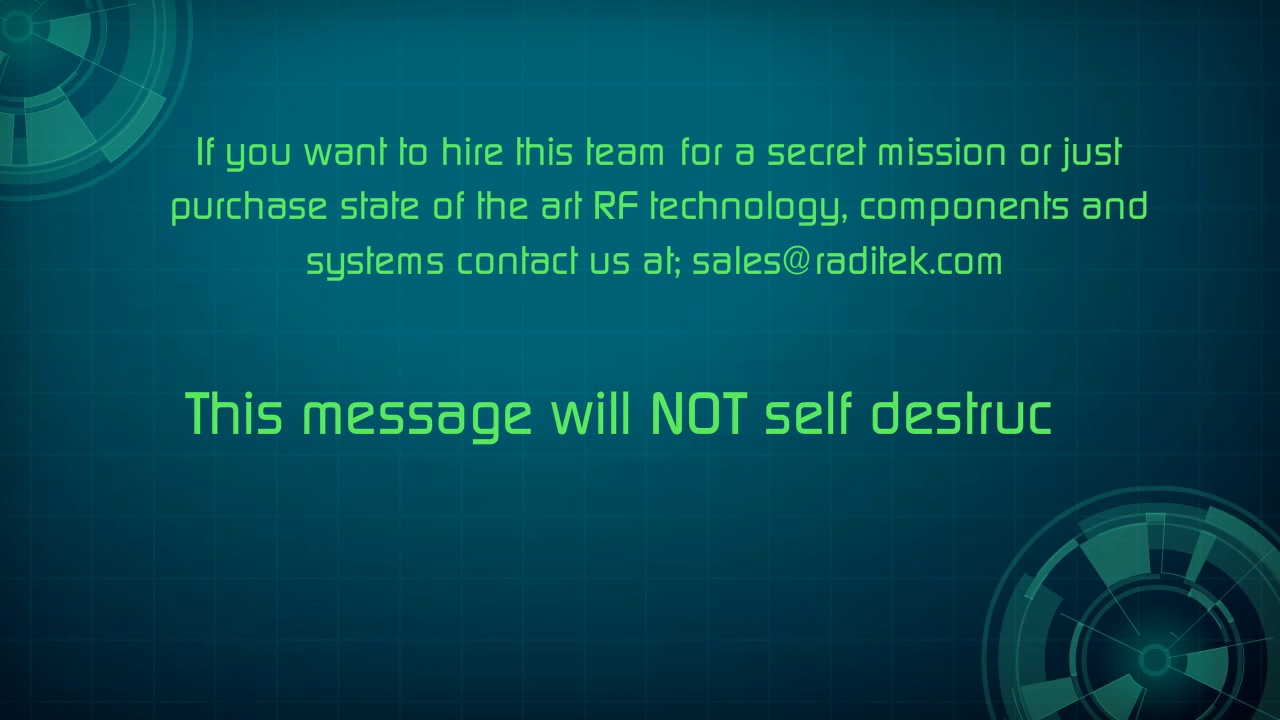 If you want to hire this team for a secret mission or just
purchase state of the art RF technology, components and
systems contact us at; sales@raditek.com
This message will NOT self destruc